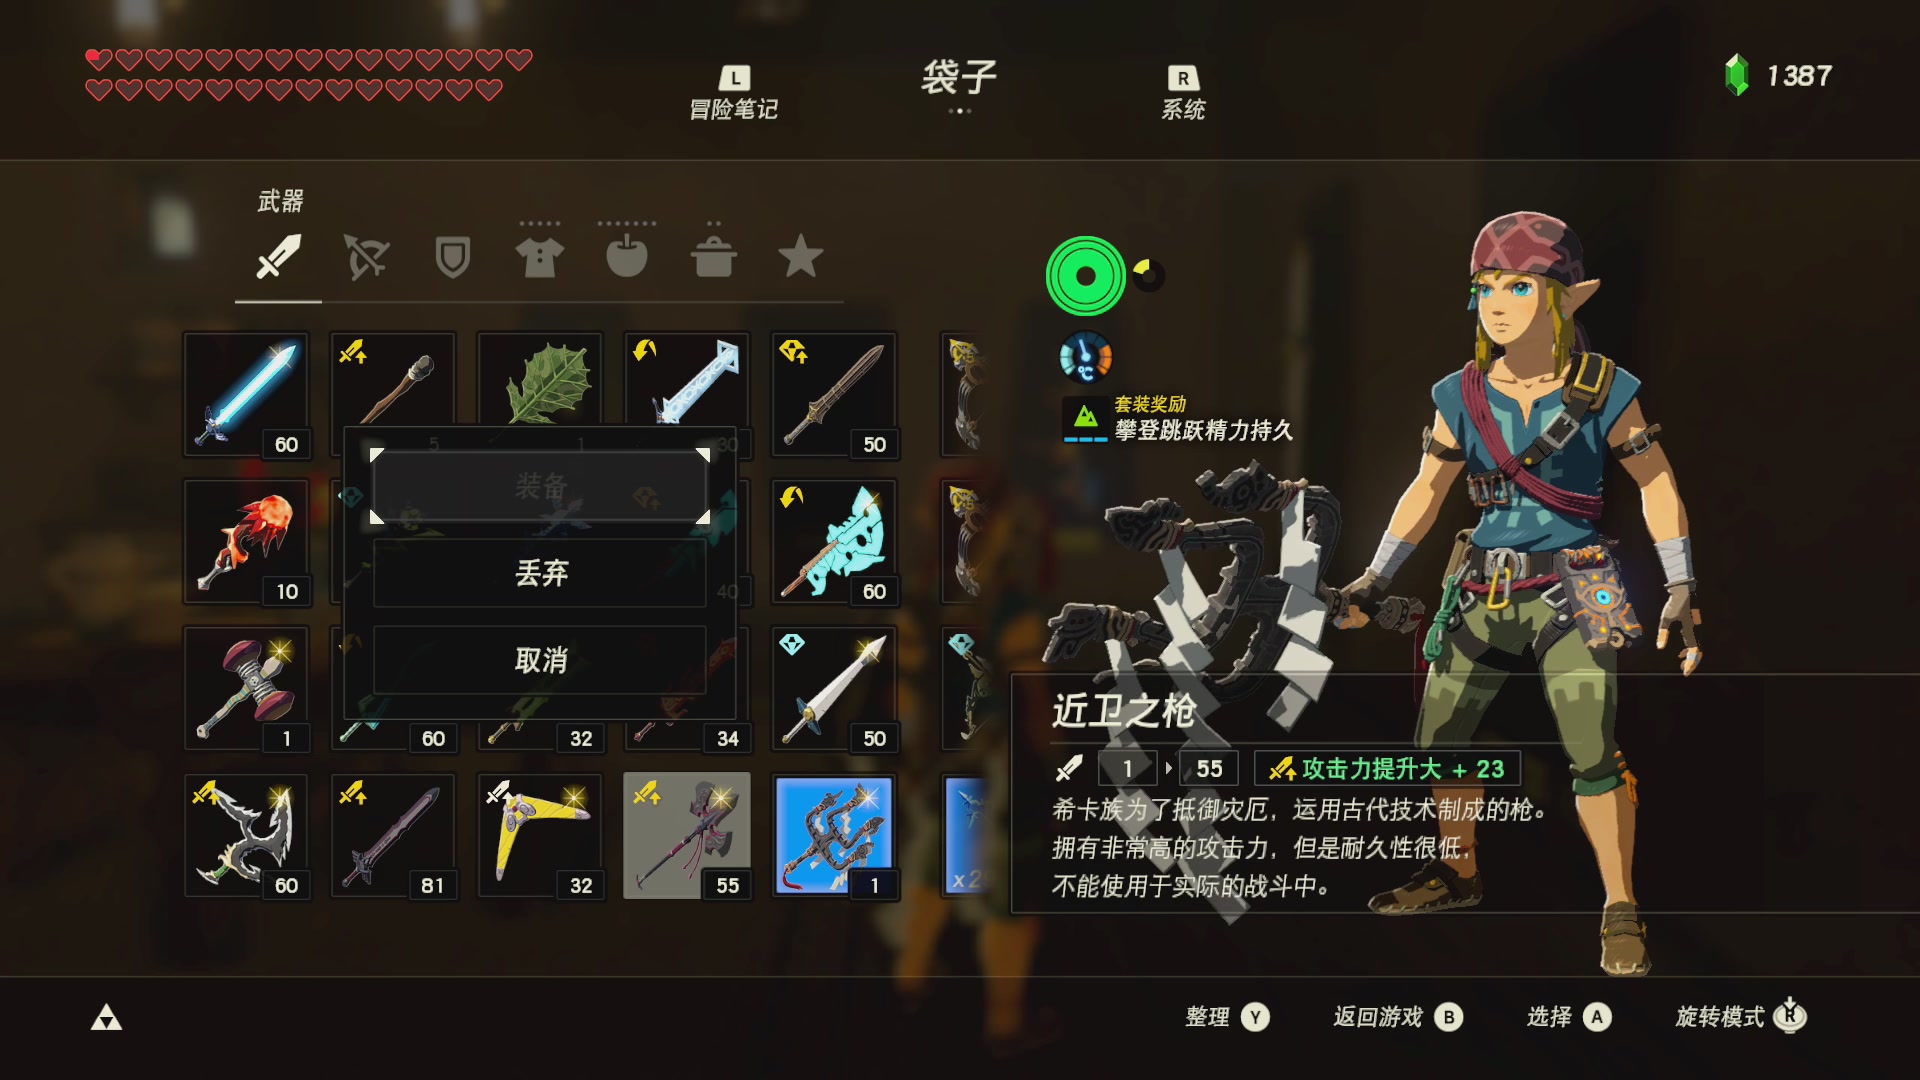 L
袋子
R
1387
冒险笔记
系统
武器
60
5
1
30
50
套装奖励
攀登跳跃精力持久
℃
装备
丢弃
取消
10
40
60
1
60
32
34
50
60
81
32
55
1
近卫之枪
1
55
攻击力提升大 + 23
希卡族为了抵御灾厄，运用古代技术制成的枪。
拥有非常高的攻击力，但是耐久性很低，
不能使用于实际的战斗中。
整理 Y
返回游戏 B
选择 A
旋转模式 R